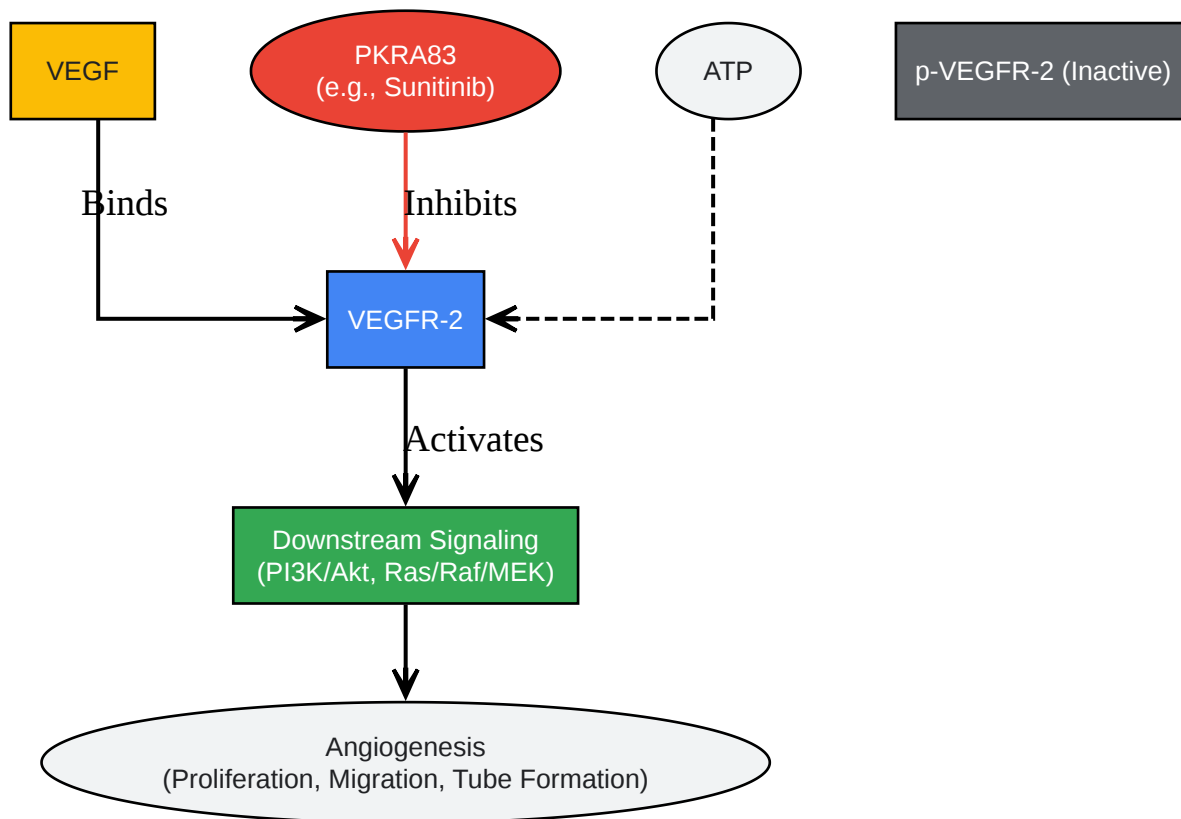 VEGF
PKRA83
(e.g., Sunitinib)
ATP
p-VEGFR-2 (Inactive)
Binds
Inhibits
VEGFR-2
Activates
Downstream Signaling
(PI3K/Akt, Ras/Raf/MEK)
Angiogenesis
(Proliferation, Migration, Tube Formation)